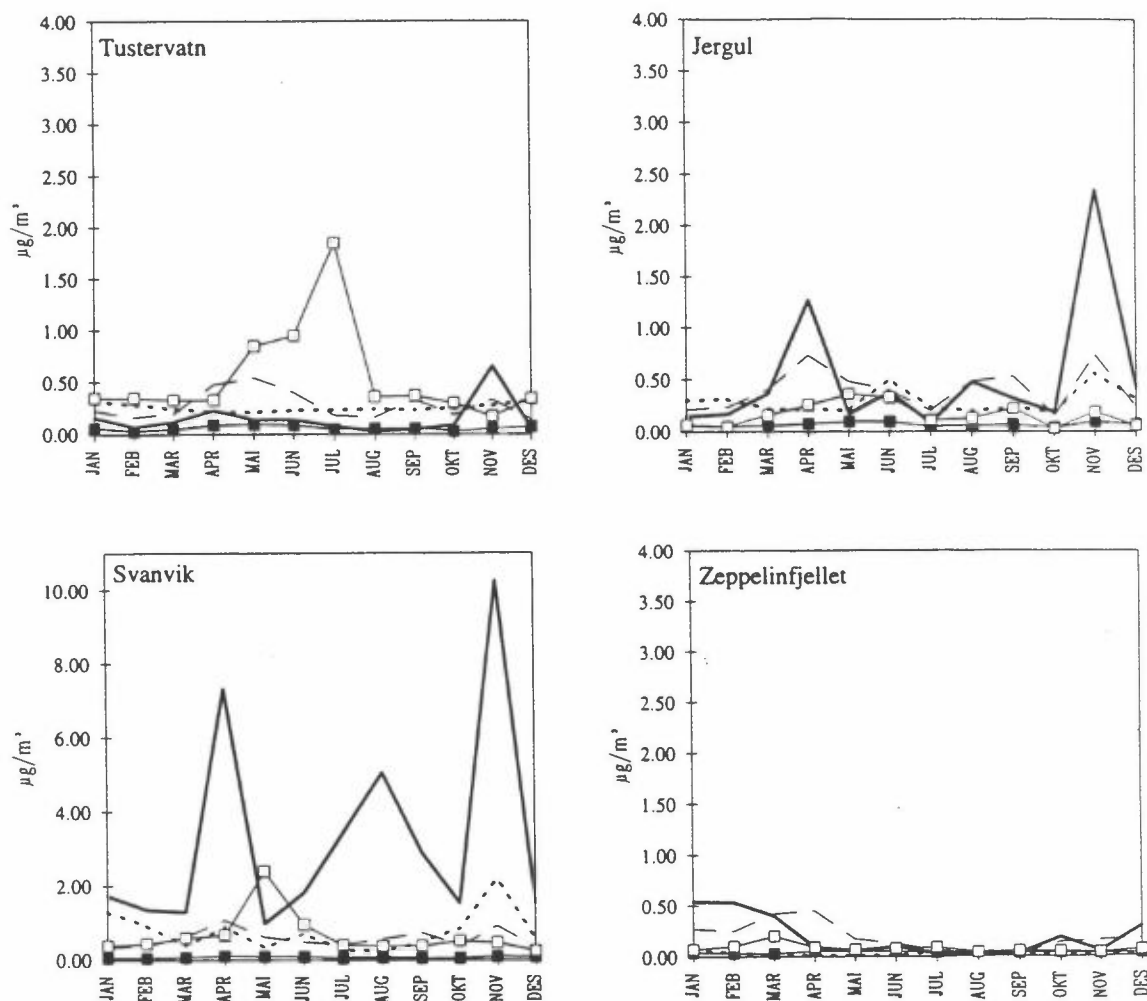 Tustervatn
4.00
3.50
3.00
2.50
2.00
1.50
1.00
0.50
0.00
µg/m³
JAN FEB MAR APR MAI JUN JUL AUG SEP OKT NOV DES
Jergul
4.00
3.50
3.00
2.50
2.00
1.50
1.00
0.50
0.00
µg/m³
JAN FEB MAR APR MAI JUN JUL AUG SEP OKT NOV DES
Svanvik
10.00
8.00
6.00
4.00
2.00
0.00
µg/m³
JAN FEB MAR APR MAI JUN JUL AUG SEP OKT NOV DES
Zeppelinfjellet
4.00
3.50
3.00
2.50
2.00
1.50
1.00
0.50
0.00
µg/m³
JAN FEB MAR APR MAI JUN JUL AUG SEP OKT NOV DES